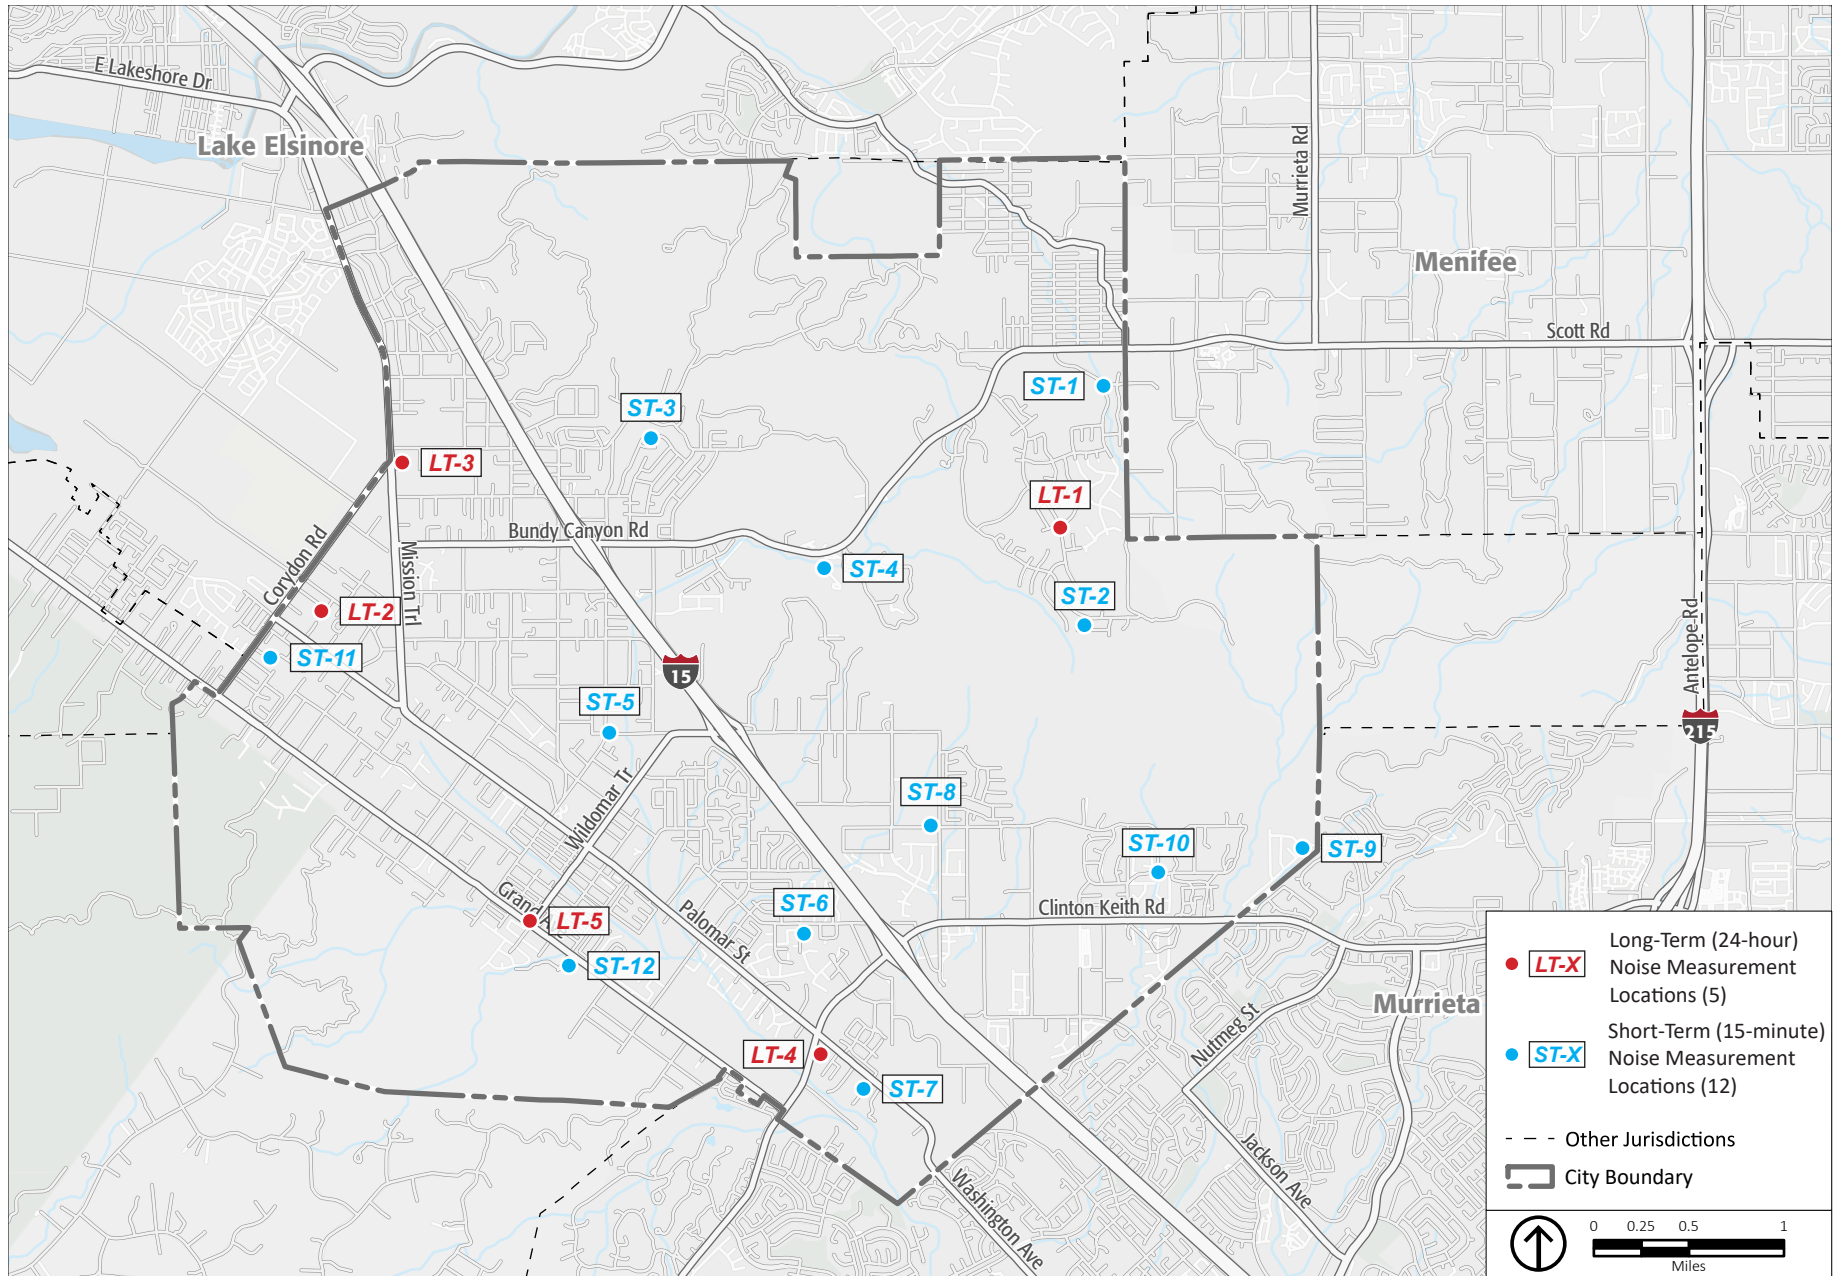 E Lakeshore Dr
Lake Elsinore
Murrieta Rd
Menifee
Scott Rd
ST-1
ST-3
LT-3
LT-1
Bundy Canyon Rd
Corydon Rd
Mission Trl
ST-4
LT-2
ST-2
Antelope Rd
ST-11
15
ST-5
215
Wildomar Tr
ST-8
ST-10
ST-9
Grand
LT-5
Palomar St
ST-6
Clinton Keith Rd
ST-12
Murrieta
Nutmeg St
LT-4
ST-7
Jackson Ave
Washington Ave
LT-X
Long-Term (24-hour)
Noise Measurement
Locations (5)
ST-X
Short-Term (15-minute)
Noise Measurement
Locations (12)
Other Jurisdictions
City Boundary
0 0.25 0.5 1
Miles